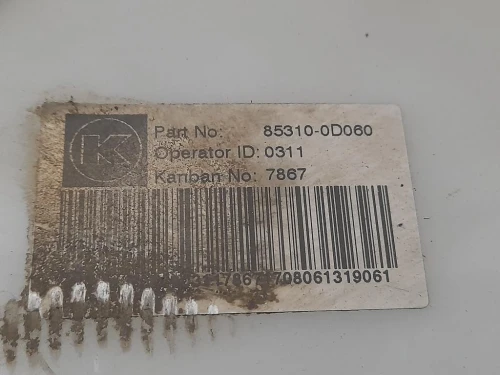 K
Part No: 85310-0D060
Operator ID: 0311
Kanban No: 7867
708061319061